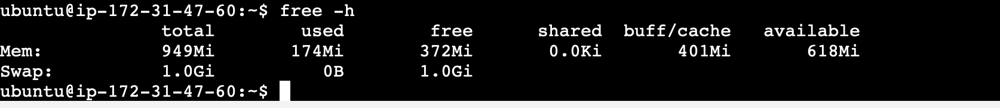 ubuntu@ip-172-31-47-60:~$ free -h
              total        used        free      shared  buff/cache   available
Mem:          949Mi       174Mi       372Mi       0.0Ki       401Mi       618Mi
Swap:         1.0Gi          0B       1.0Gi
ubuntu@ip-172-31-47-60:~$